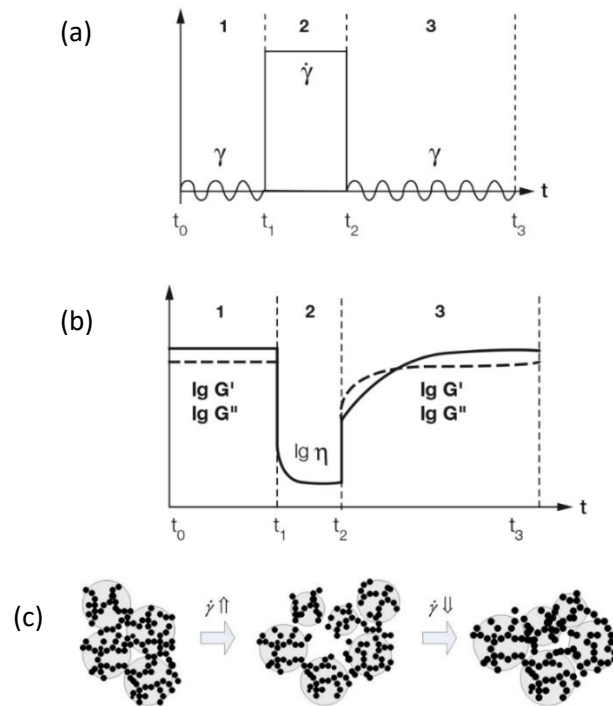 (a)
1 2 3
γ̇
γ γ
t
t₀ t₁ t₂ t₃
(b)
1 2 3
lg G' lg G'
lg G" lg η lg G"
t
t₀ t₁ t₂ t₃
(c)
γ̇ ⇑ γ̇ ⇓